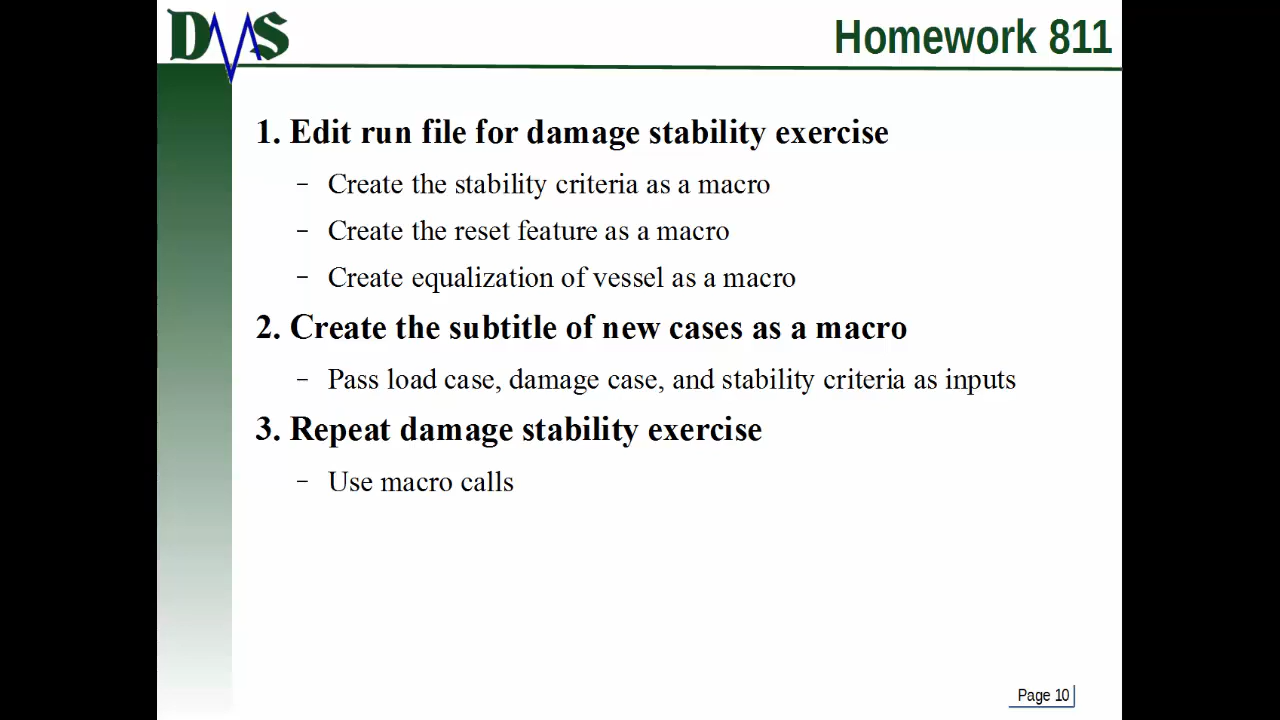 DMS
Homework 811
1. Edit run file for damage stability exercise
– Create the stability criteria as a macro
– Create the reset feature as a macro
– Create equalization of vessel as a macro
2. Create the subtitle of new cases as a macro
– Pass load case, damage case, and stability criteria as inputs
3. Repeat damage stability exercise
– Use macro calls
Page 10